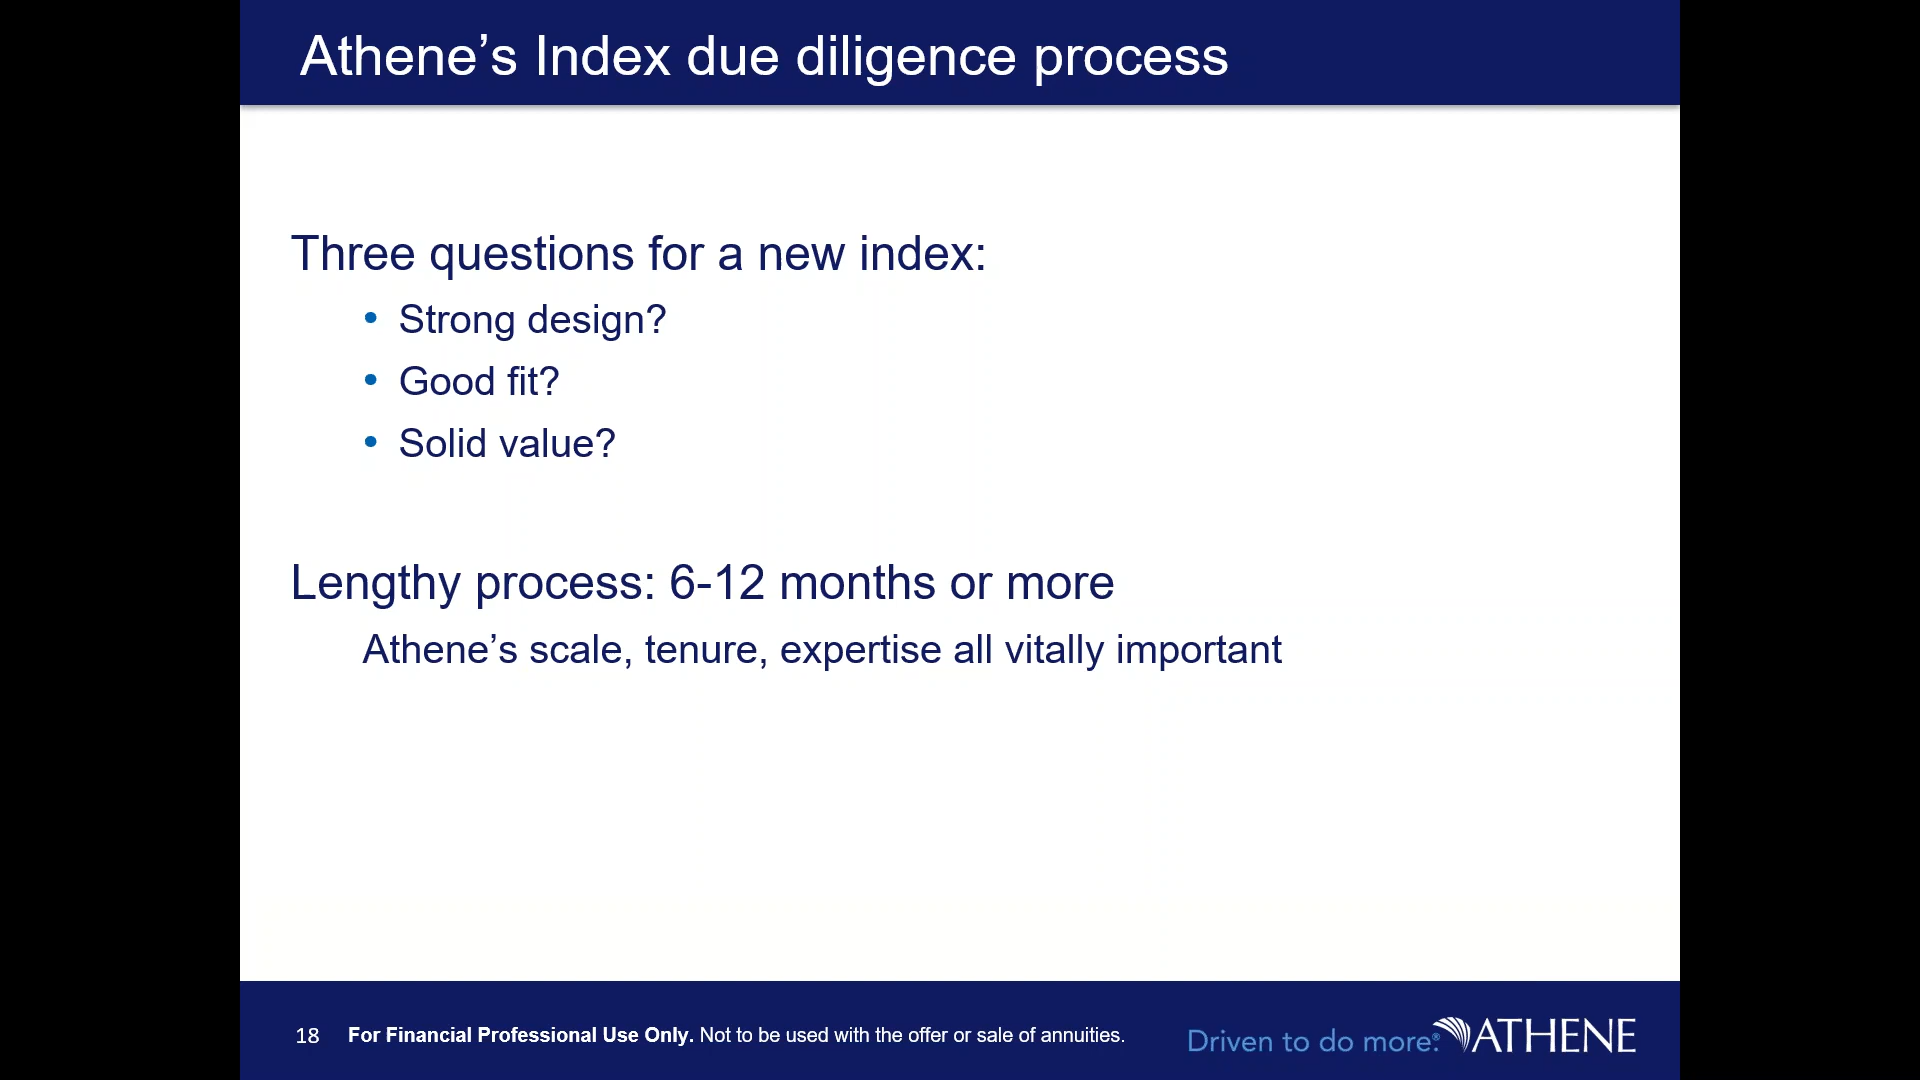 Athene’s Index due diligence process
Three questions for a new index:
• Strong design?
• Good fit?
• Solid value?
Lengthy process: 6-12 months or more
Athene’s scale, tenure, expertise all vitally important
18 For Financial Professional Use Only. Not to be used with the offer or sale of annuities.
Driven to do more.® ATHENE